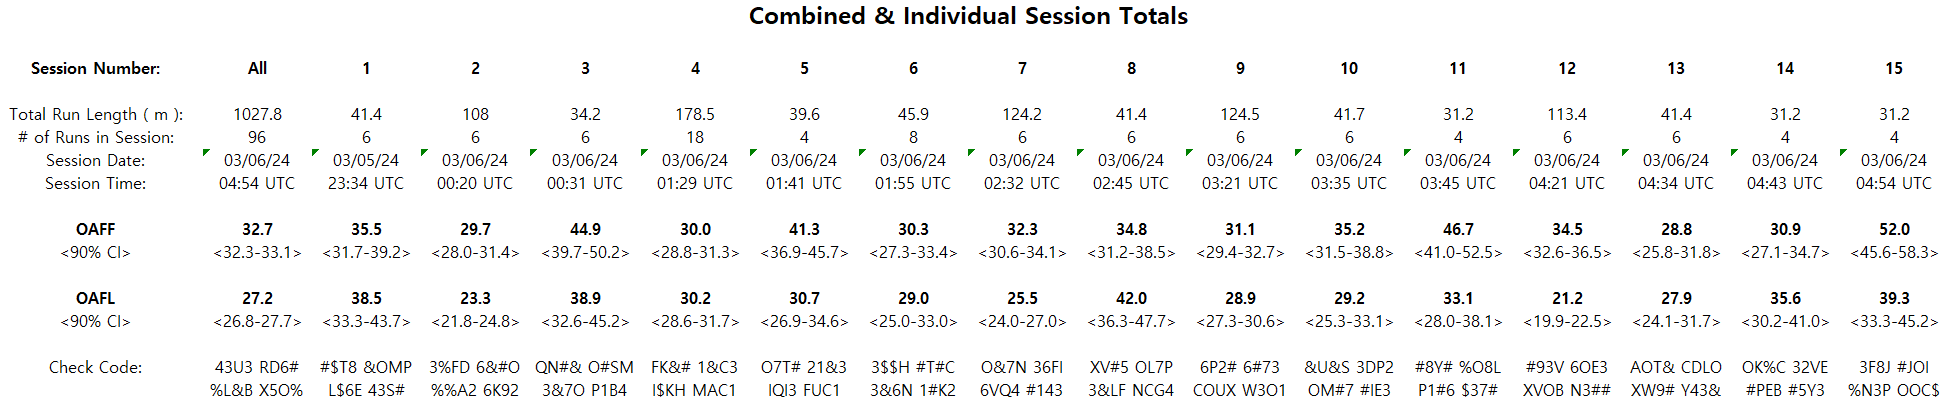 Combined & Individual Session Totals
Session Number: All 1 2 3 4 5 6 7 8 9 10 11 12 13 14 15
Total Run Length ( m ): 1027.8 41.4 108 34.2 178.5 39.6 45.9 124.2 41.4 124.5 41.7 31.2 113.4 41.4 31.2 31.2
# of Runs in Session: 96 6 6 6 18 4 8 6 6 6 6 4 6 6 4 4
Session Date: 03/06/24 03/05/24 03/06/24 03/06/24 03/06/24 03/06/24 03/06/24 03/06/24 03/06/24 03/06/24 03/06/24 03/06/24 03/06/24 03/06/24 03/06/24 03/06/24
Session Time: 04:54 UTC 23:34 UTC 00:20 UTC 00:31 UTC 01:29 UTC 01:41 UTC 01:55 UTC 02:32 UTC 02:45 UTC 03:21 UTC 03:35 UTC 03:45 UTC 04:21 UTC 04:34 UTC 04:43 UTC 04:54 UTC
OAFF 32.7 35.5 29.7 44.9 30.0 41.3 30.3 32.3 34.8 31.1 35.2 46.7 34.5 28.8 30.9 52.0
<90% CI> <32.3-33.1> <31.7-39.2> <28.0-31.4> <39.7-50.2> <28.8-31.3> <36.9-45.7> <27.3-33.4> <30.6-34.1> <31.2-38.5> <29.4-32.7> <31.5-38.8> <41.0-52.5> <32.6-36.5> <25.8-31.8> <27.1-34.7> <45.6-58.3>
OAFL 27.2 38.5 23.3 38.9 30.2 30.7 29.0 25.5 42.0 28.9 29.2 33.1 21.2 27.9 35.6 39.3
<90% CI> <26.8-27.7> <33.3-43.7> <21.8-24.8> <32.6-45.2> <28.6-31.7> <26.9-34.6> <25.0-33.0> <24.0-27.0> <36.3-47.7> <27.3-30.6> <25.3-33.1> <28.0-38.1> <19.9-22.5> <24.1-31.7> <30.2-41.0> <33.3-45.2>
Check Code: 43U3 RD6# #$T8 &OMP 3%FD 6&#O QN#& O#SM FK&# 1&C3 O7T# 21&3 3$$H #T#C O&7N 36FI XV#5 OL7P 6P2# 6#73 &U&S 3DP2 #8Y# %O8L #93V 6OE3 AOT& CDLO OK%C 32VE 3F8J #JOI
%L&B X5O% L$6E 43S# %%A2 6K92 3&7O P1B4 I$KH MAC1 IQI3 FUC1 3&6N 1#K2 6VQ4 #143 3&LF NCG4 COUX W3O1 OM#7 #IE3 P1#6 $37# XVOB N3## XW9# Y43& #PEB #5Y3 %N3P OOC$